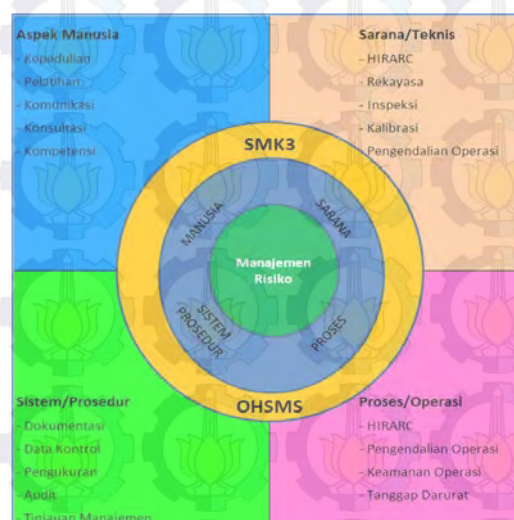 Aspek Manusia
- Kepedulian
- Pelatihan
- Komunikasi
- Konsultasi
- Kompetensi
Sarana/Teknis
- HIRARC
- Rekayasa
- Inspeksi
- Kalibrasi
- Pengendalian Operasi
SMK3
MANUSIA
SARANA
Manajemen
Risiko
SISTEM
PROSEDUR
PROSES
OHSMS
Sistem/Prosedur
- Dokumentasi
- Data Kontrol
- Pengukuran
- Audit
- Tinjauan Manajemen
Proses/Operasi
- HIRARC
- Pengendalian Operasi
- Keamanan Operasi
- Tanggap Darurat